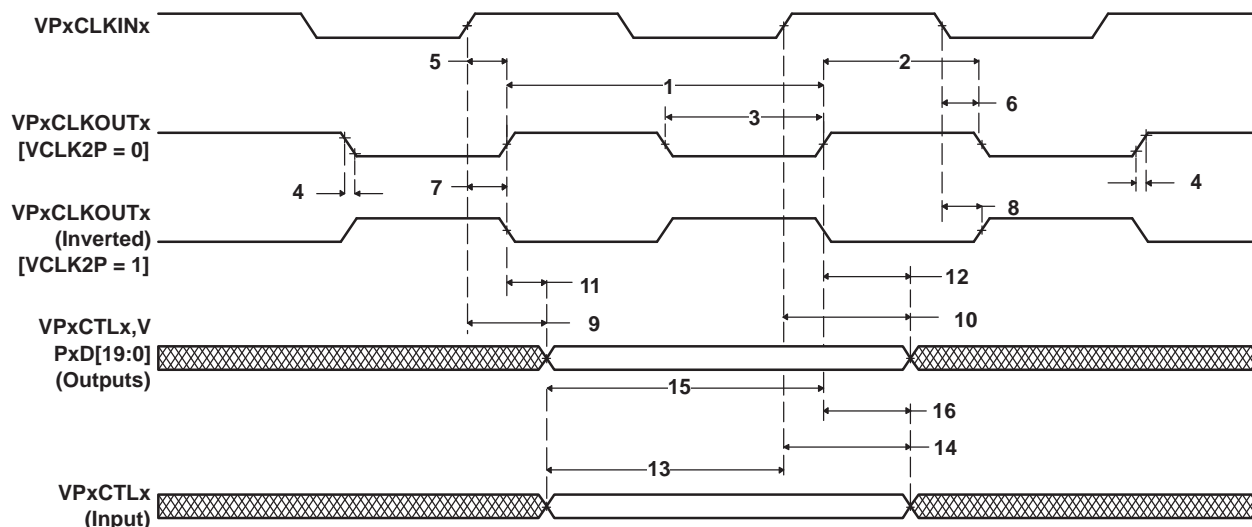 VPxCLKINx
5
2
1
6
VPxCLKOUTx
[VCLK2P = 0]
3
4
7
4
VPxCLKOUTx
(Inverted)
[VCLK2P = 1]
8
11
12
VPxCTLx,V
PxD[19:0]
(Outputs)
9
10
15
16
14
13
VPxCTLx
(Input)